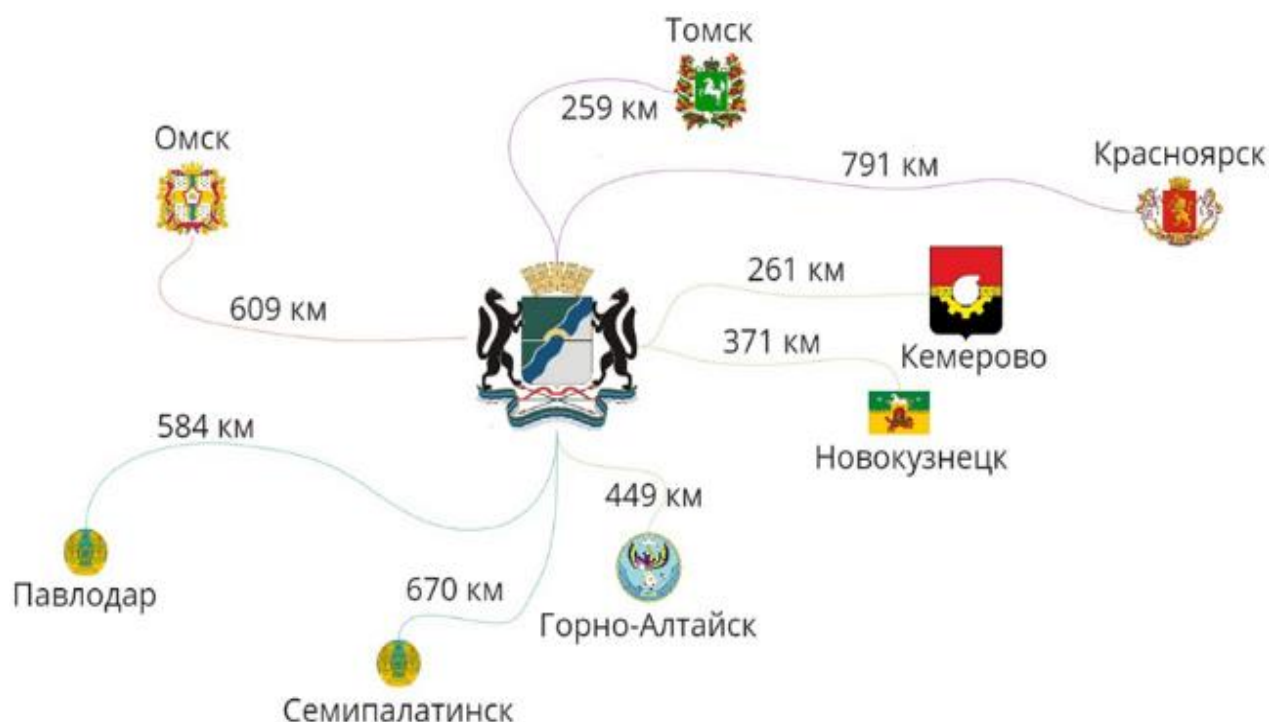 Томск
259 км
Омск
791 км
Красноярск
261 км
609 км
371 км
Кемерово
584 км
Новокузнецк
449 км
670 км
Павлодар
Горно-Алтайск
Семипалатинск